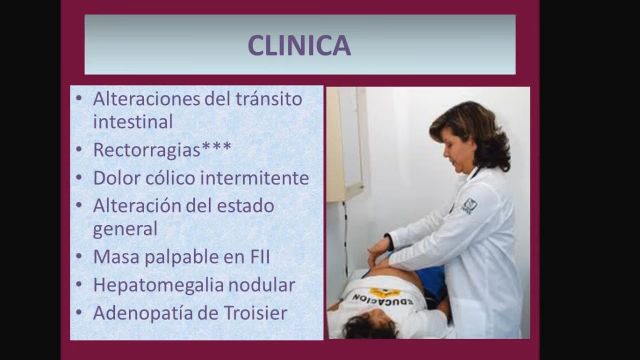 CLINICA
• Alteraciones del tránsito
intestinal
• Rectorragias***
• Dolor cólico intermitente
• Alteración del estado
general
• Masa palpable en FII
• Hepatomegalia nodular
• Adenopatía de Troisier
EDUCACION